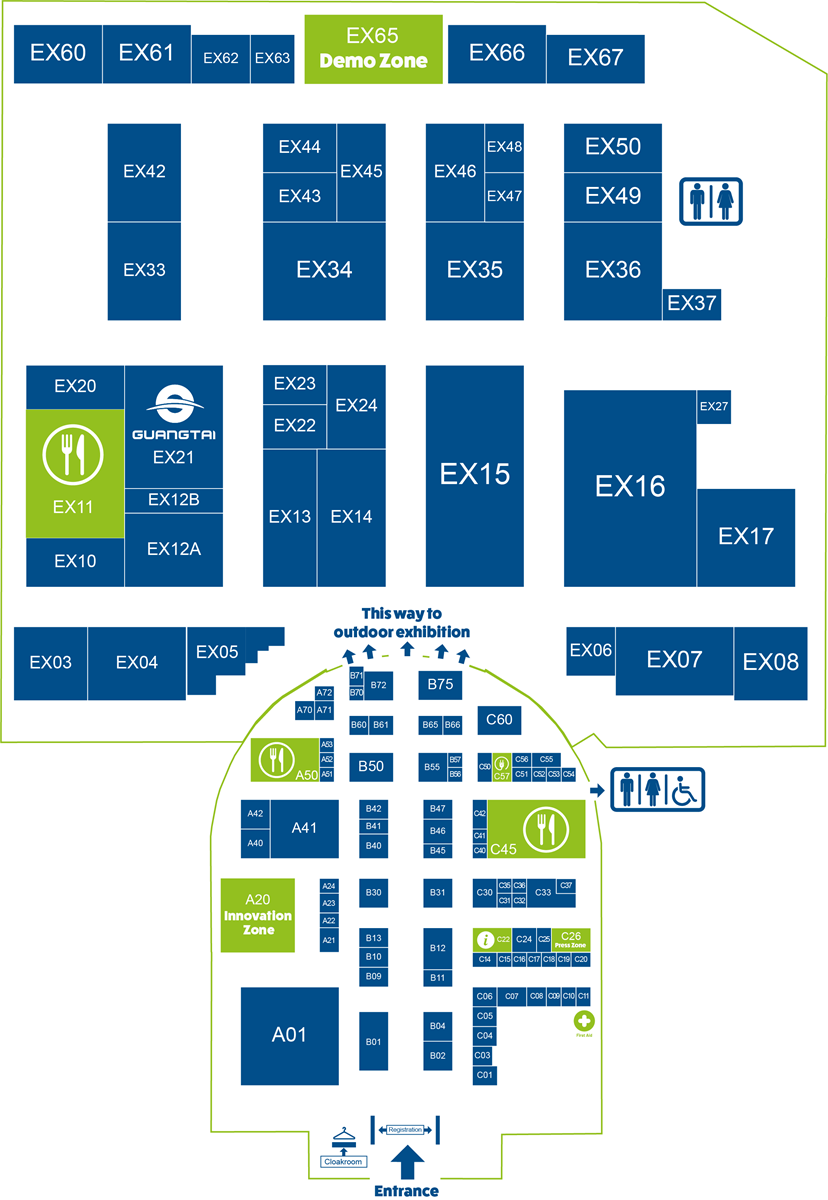 EX60
EX61
EX62
EX63
EX65
Demo Zone
EX66
EX67
EX42
EX44
EX45
EX43
EX46
EX48
EX47
EX50
EX49
EX33
EX34
EX35
EX36
EX37
EX20
EX11
EX10
GUANGTAI
EX21
EX12B
EX12A
EX23
EX24
EX22
EX13
EX14
EX15
EX16
EX27
EX17
EX03
EX04
EX05
This way to
outdoor exhibition
EX06
EX07
EX08
B71
B70
B72
B75
A72
A70
A71
B60
B61
B65
B66
C60
A50
A53
A52
A51
B50
B55
B57
B56
C50
C57
C56
C55
C51
C52
C53
C54
A42
A40
A41
B42
B41
B40
B47
B46
B45
C42
C41
C40
C45
A20
Innovation
Zone
A24
A23
A22
A21
B30
B31
C30
C35
C36
C31
C32
C33
C37
B13
B10
B09
B12
B11
i
C22
C24
C25
C26
Press Zone
C14
C15
C16
C17
C18
C19
C20
A01
B01
B04
B02
C06
C07
C08
C09
C10
C11
C05
C04
C03
C01
First Aid
Registration
Cloakroom
Entrance